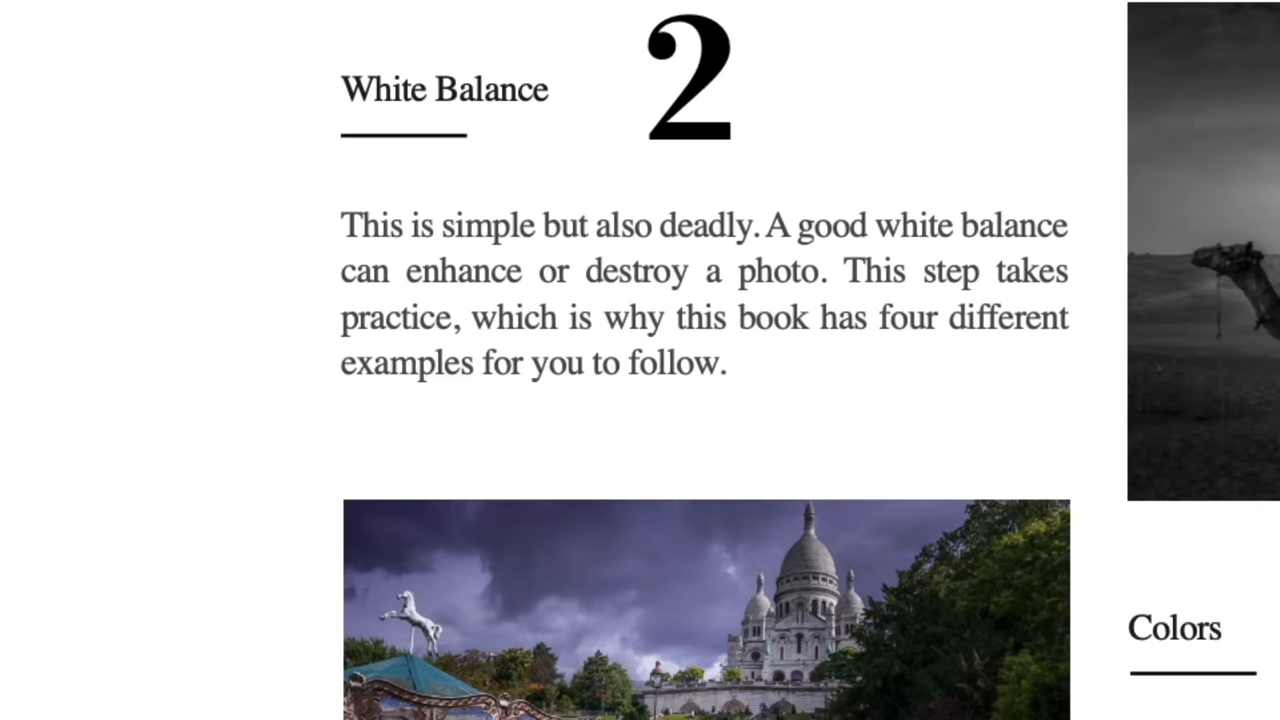 White Balance
2
This is simple but also deadly. A good white balance
can enhance or destroy a photo. This step takes
practice, which is why this book has four different
examples for you to follow.
Colors